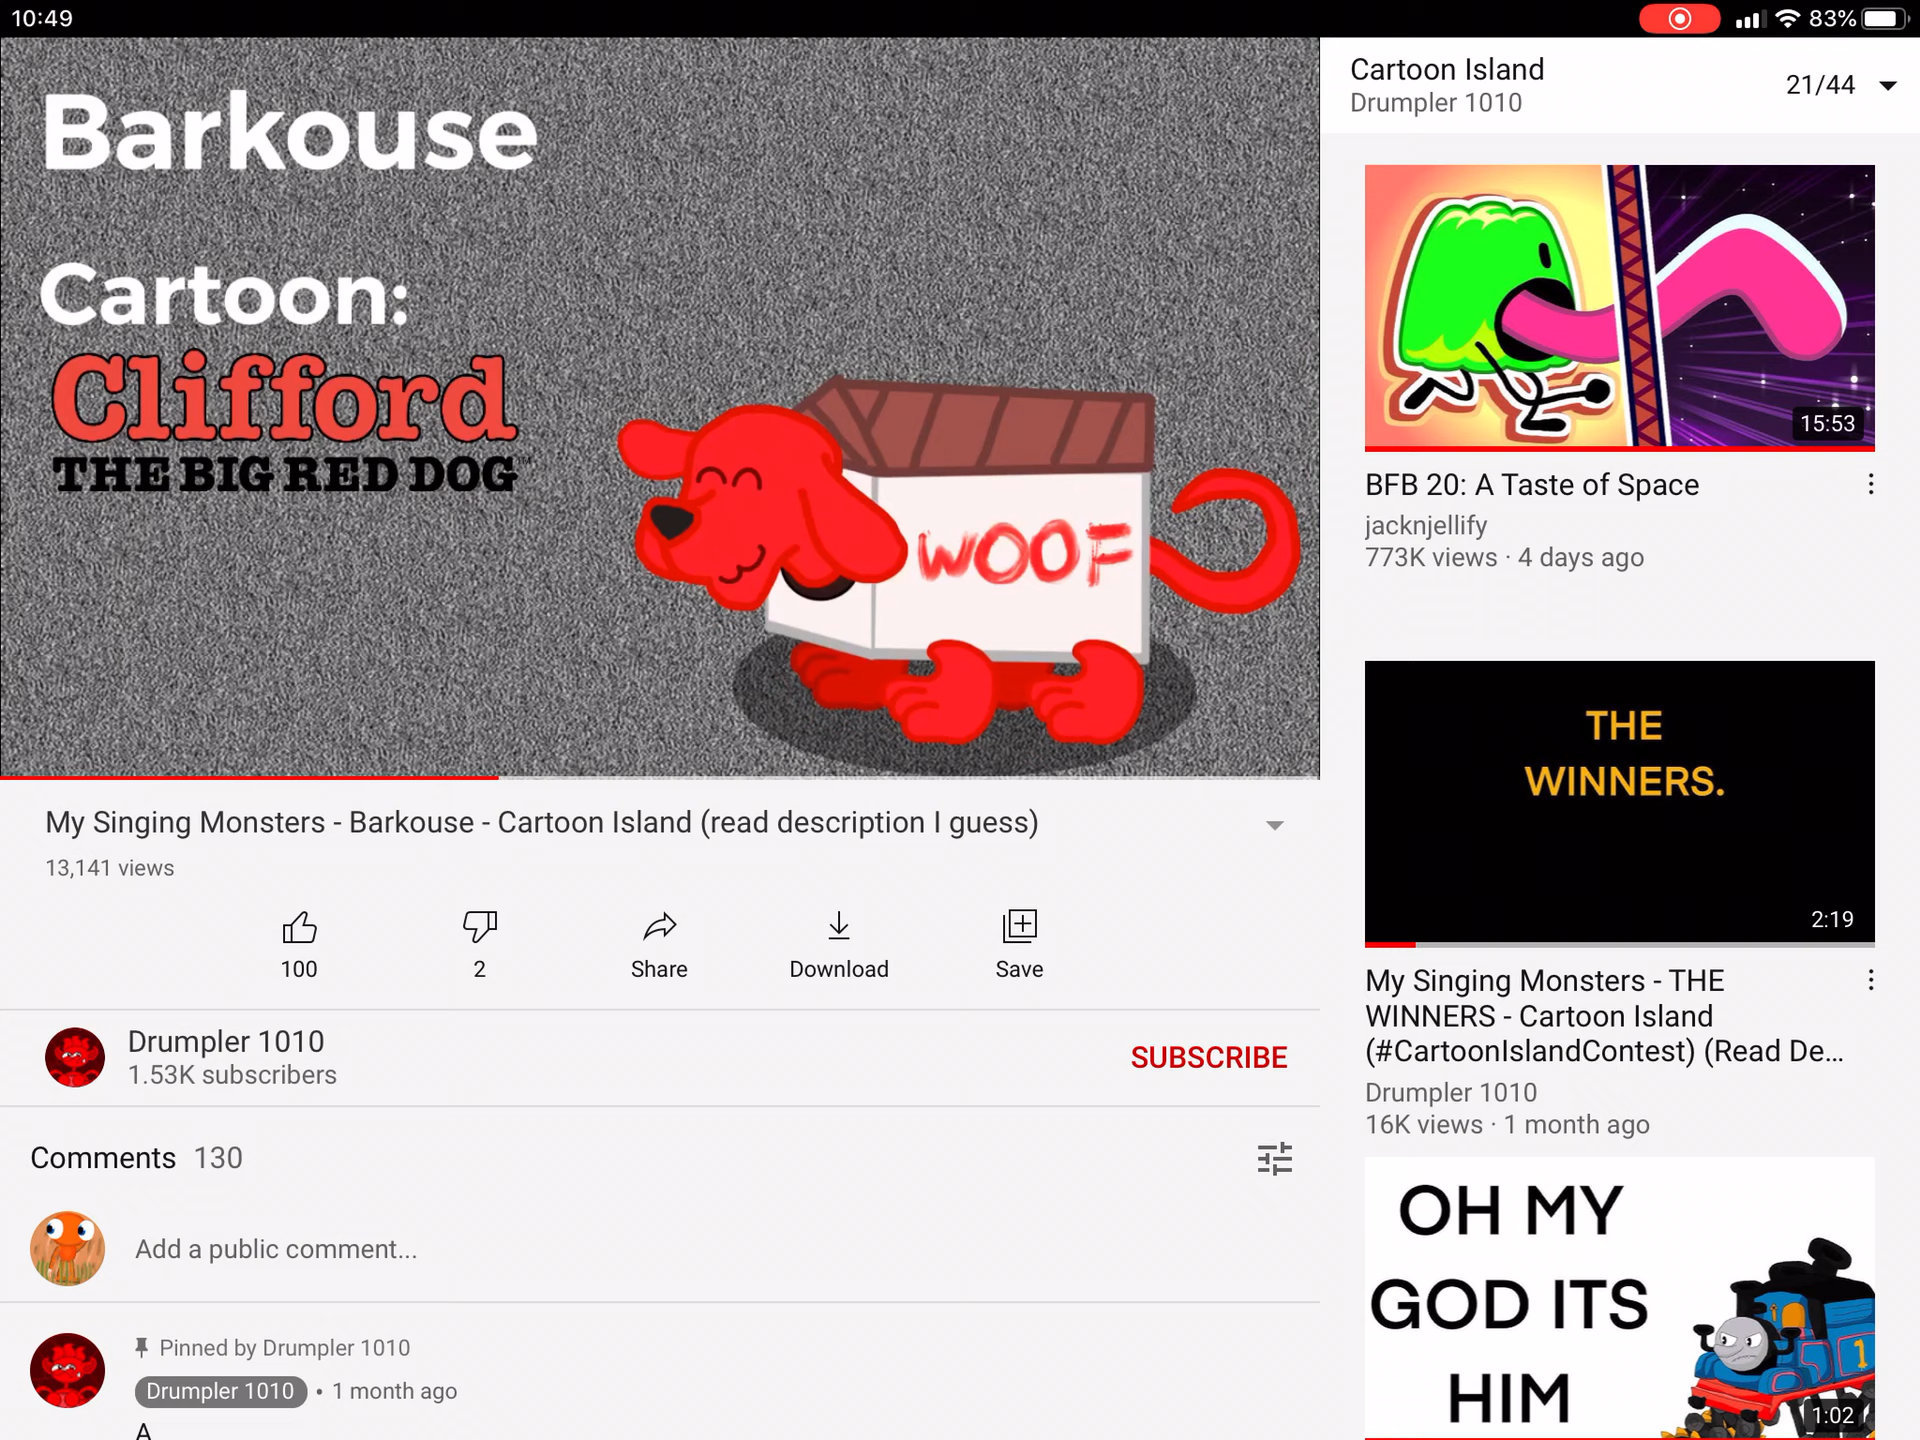 10:49
83%
Barkouse
Cartoon:
Clifford
THE BIG RED DOG™
WOOF
My Singing Monsters - Barkouse - Cartoon Island (read description I guess)
13,141 views
100
2
Share
Download
Save
Drumpler 1010
1.53K subscribers
SUBSCRIBE
Comments 130
Add a public comment...
Pinned by Drumpler 1010
Drumpler 1010 • 1 month ago
A
Cartoon Island
Drumpler 1010
21/44
15:53
BFB 20: A Taste of Space
jacknjellify
773K views · 4 days ago
THE
WINNERS.
2:19
My Singing Monsters - THE
WINNERS - Cartoon Island
(#CartoonIslandContest) (Read De...
Drumpler 1010
16K views · 1 month ago
OH MY
GOD ITS
HIM
1
1:02